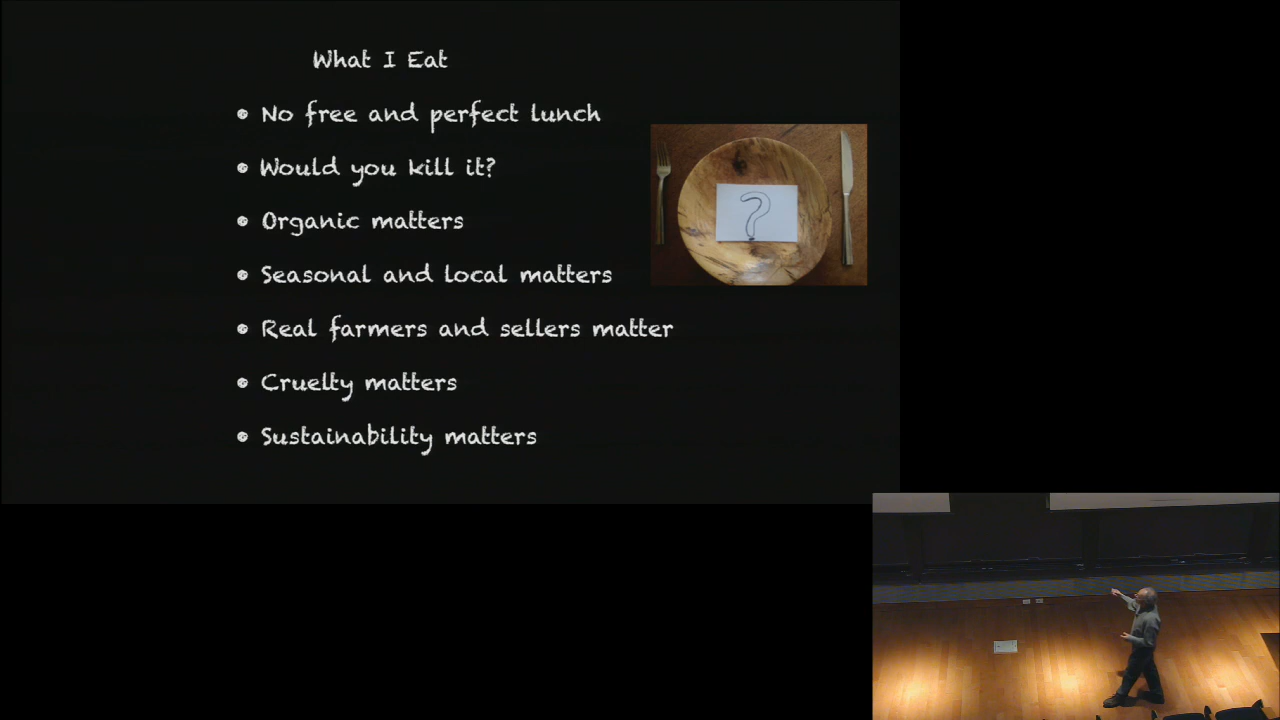 What I Eat
No free and perfect lunch
Would you kill it?
Organic matters
Seasonal and local matters
?
Real farmers and sellers matter
Cruelty matters
Sustainability matters